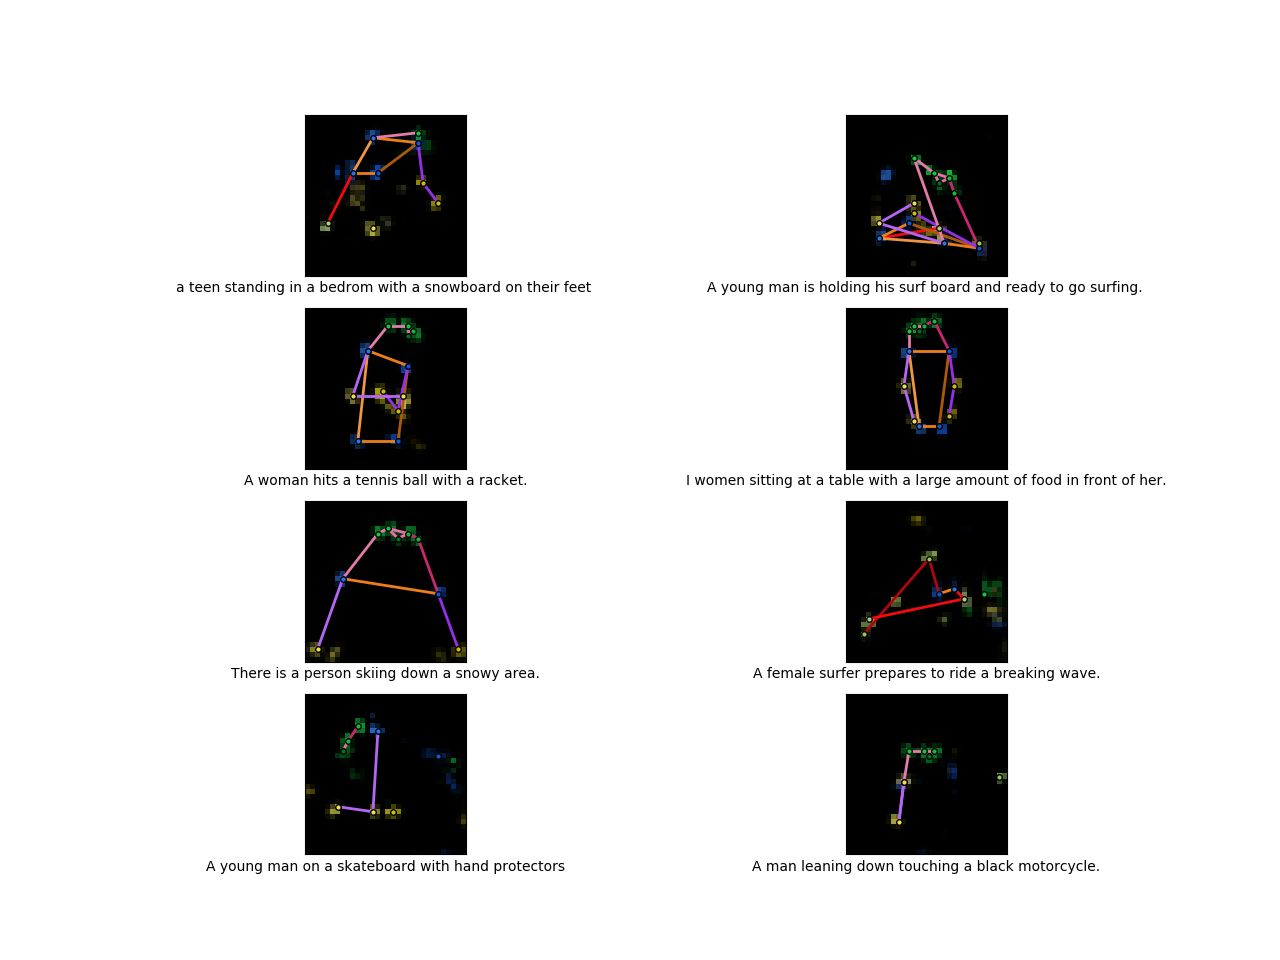 a teen standing in a bedrom with a snowboard on their feet
A young man is holding his surf board and ready to go surfing.
A woman hits a tennis ball with a racket.
I women sitting at a table with a large amount of food in front of her.
There is a person skiing down a snowy area.
A female surfer prepares to ride a breaking wave.
A young man on a skateboard with hand protectors
A man leaning down touching a black motorcycle.